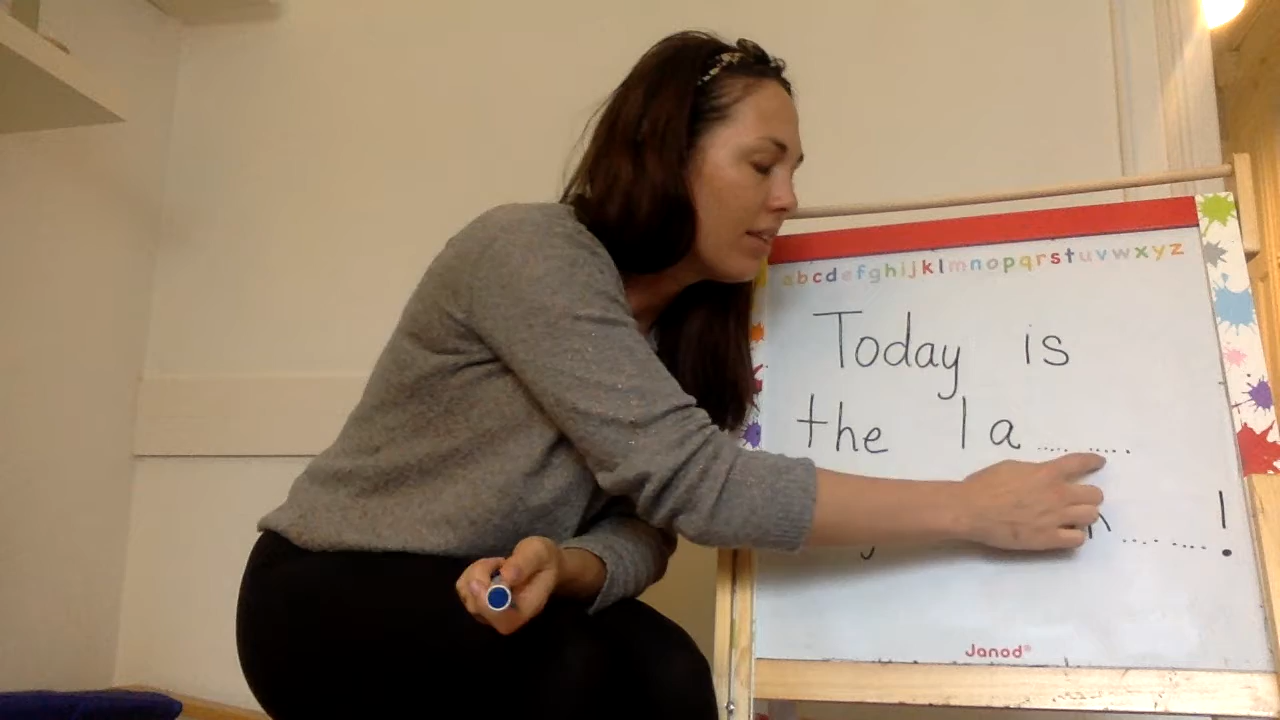 abcdefghijklmnopqrstuvwxyz
Today is
the la........
!
Janod